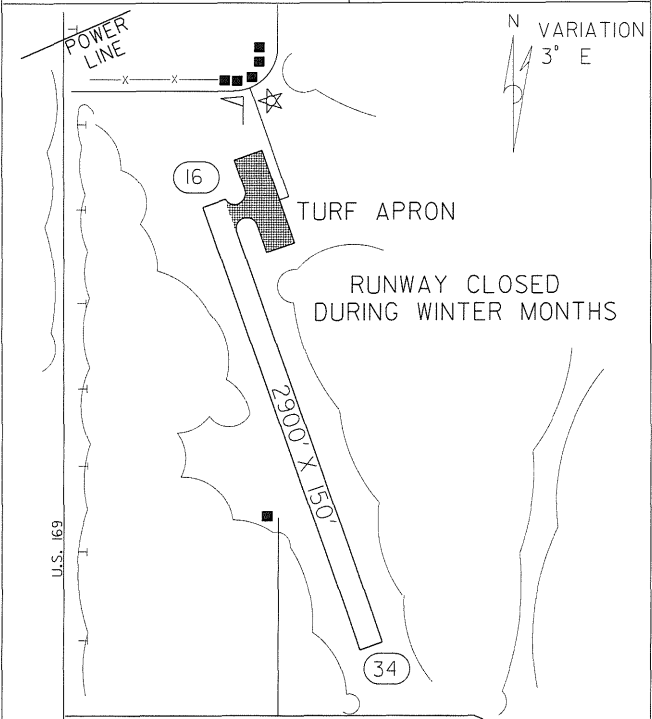 POWER
LINE
N
VARIATION
3° E
16
TURF APRON
RUNWAY CLOSED
DURING WINTER MONTHS
2900' X 150'
U.S. 169
34